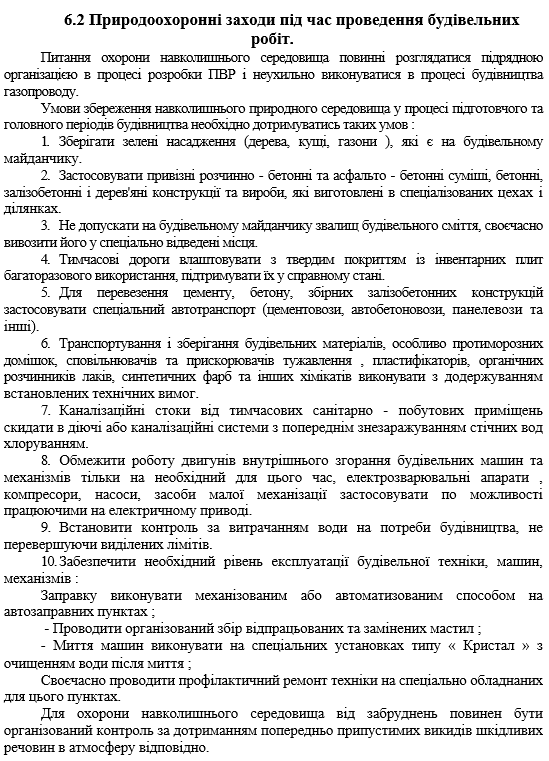 6.2 Природоохоронні заходи під час проведення будівельних
робіт.
Питання охорони навколишнього середовища повинні розглядатися підрядною
організацією в процесі розробки ПВР і неухильно виконуватися в процесі будівництва
газопроводу.
Умови збереження навколишнього природного середовища у процесі підготовчого та
головного періодів будівництва необхідно дотримуватись таких умов :
1. Зберігати зелені насадження (дерева, кущі, газони ), які є на будівельному
майданчику.
2. Застосовувати привізні розчинно - бетонні та асфальто - бетонні суміші, бетонні,
залізобетонні і дерев'яні конструкції та вироби, які виготовлені в спеціалізованих цехах і
ділянках.
3. Не допускати на будівельному майданчику звалищ будівельного сміття, своєчасно
вивозити його у спеціально відведені місця.
4. Тимчасові дороги влаштовувати з твердим покриттям із інвентарних плит
багаторазового використання, підтримувати їх у справному стані.
5. Для перевезення цементу, бетону, збірних залізобетонних конструкцій
застосовувати спеціальний автотранспорт (цементовози, автобетоновози, панелевози та
інші).
6. Транспортування і зберігання будівельних матеріалів, особливо протиморозних
домішок, сповільнювачів та прискорювачів тужавлення , пластифікаторів, органічних
розчинників лаків, синтетичних фарб та інших хімікатів виконувати з додержуванням
встановлених технічних вимог.
7. Каналізаційні стоки від тимчасових санітарно - побутових приміщень
скидати в діючі або каналізаційні системи з попереднім знезаражуванням стічних вод
хлоруванням.
8. Обмежити роботу двигунів внутрішнього згорання будівельних машин та
механізмів тільки на необхідний для цього час, електрозварювальні апарати ,
компресори, насоси, засоби малої механізації застосовувати по можливості
працюючими на електричному приводі.
9. Встановити контроль за витрачанням води на потреби будівництва, не
перевершуючи виділених лімітів.
10. Забезпечити необхідний рівень експлуатації будівельної техніки, машин,
механізмів :
Заправку виконувати механізованим або автоматизованим способом на
автозаправних пунктах ;
- Проводити організований збір відпрацьованих та замінених мастил ;
- Миття машин виконувати на спеціальних установках типу « Кристал » з
очищенням води після миття ;
Своєчасно проводити профілактичний ремонт техніки на спеціально обладнаних
для цього пунктах.
Для охорони навколишнього середовища від забруднень повинен бути
організований контроль за дотриманням попередньо припустимих викидів шкідливих
речовин в атмосферу відповідно.